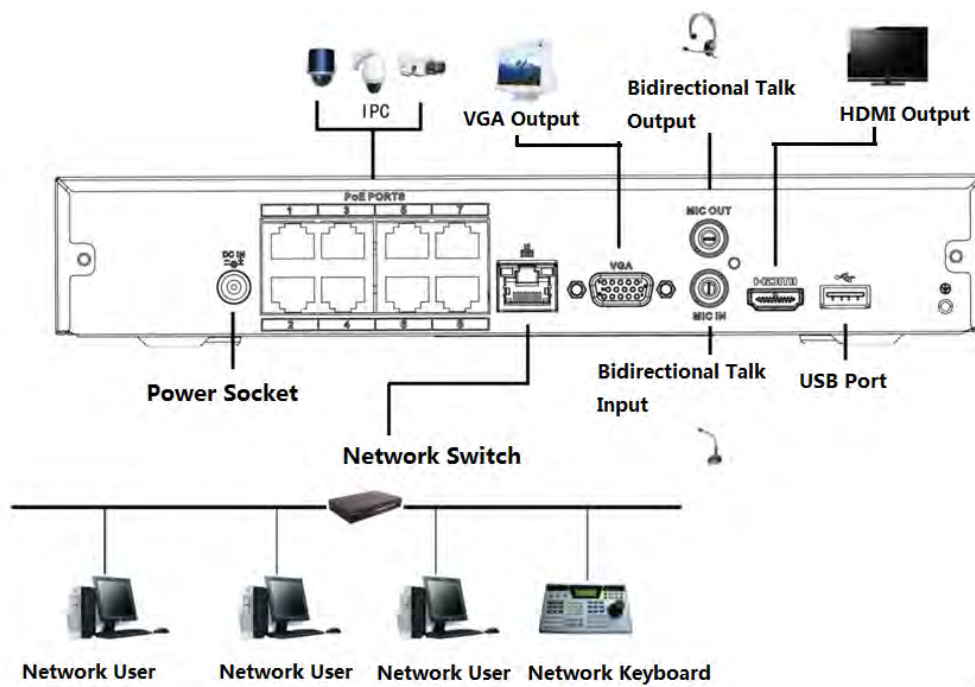 IPC
VGA Output
Bidirectional Talk
Output
HDMI Output
PoE PORTS
1 3 5 7
MIC OUT
DC IN
VGA
HDMI
2 4 6 8
MIC IN
Power Socket
Bidirectional Talk
Input
USB Port
Network Switch
Network User
Network User
Network User
Network Keyboard